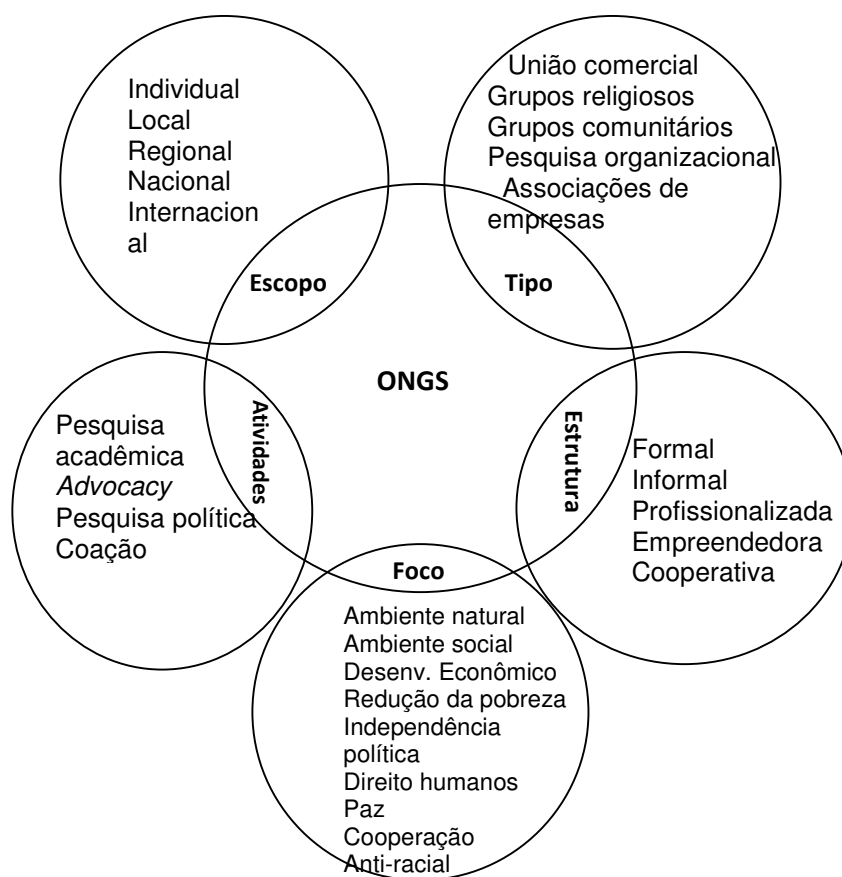 Individual
Local
Regional
Nacional
Internacion
al
Escopo
União comercial
Grupos religiosos
Grupos comunitários
Pesquisa organizacional
Associações de
empresas
Tipo
ONGS
Pesquisa
acadêmica
Advocacy
Pesquisa política
Coação
Atividades
Estrutura
Formal
Informal
Profissionalizada
Empreendedora
Cooperativa
Foco
Ambiente natural
Ambiente social
Desenv. Econômico
Redução da pobreza
Independência
política
Direito humanos
Paz
Cooperação
Anti-racial